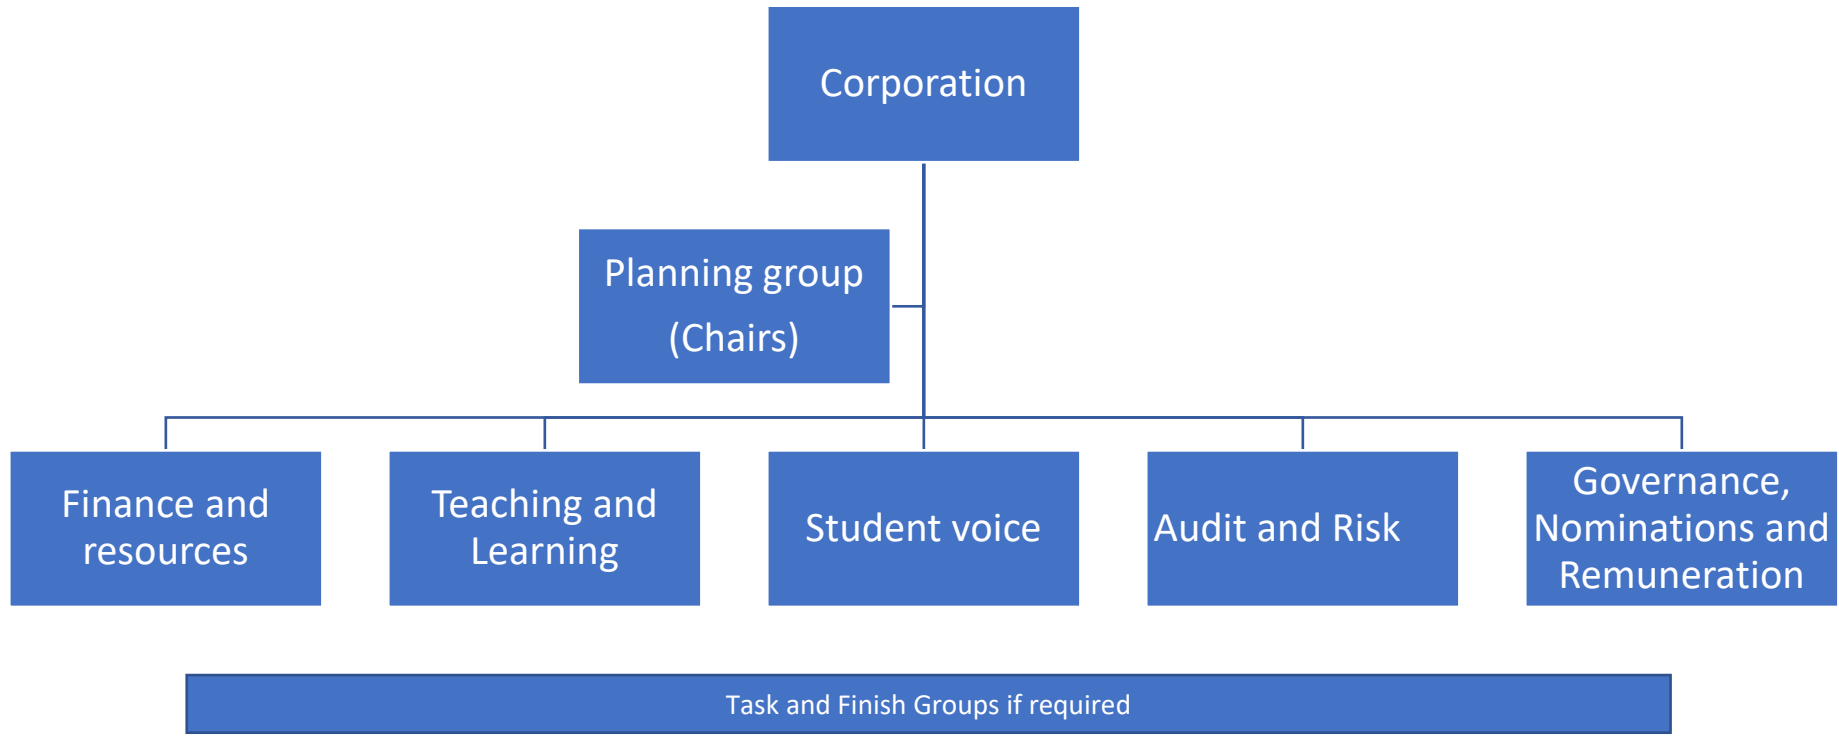 Corporation
Planning group
(Chairs)
Finance and
resources
Teaching and
Learning
Student voice
Audit and Risk
Governance,
Nominations and
Remuneration
Task and Finish Groups if required